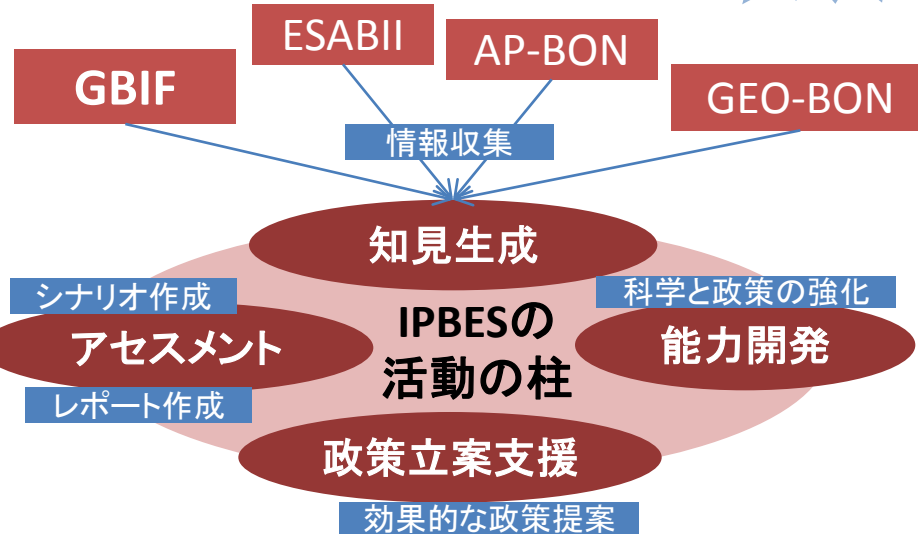 ESABII
AP-BON
GBIF
GEO-BON
情報収集
知見生成
シナリオ作成
科学と政策の強化
アセスメント
IPBESの
活動の柱
能力開発
レポート作成
政策立案支援
効果的な政策提案